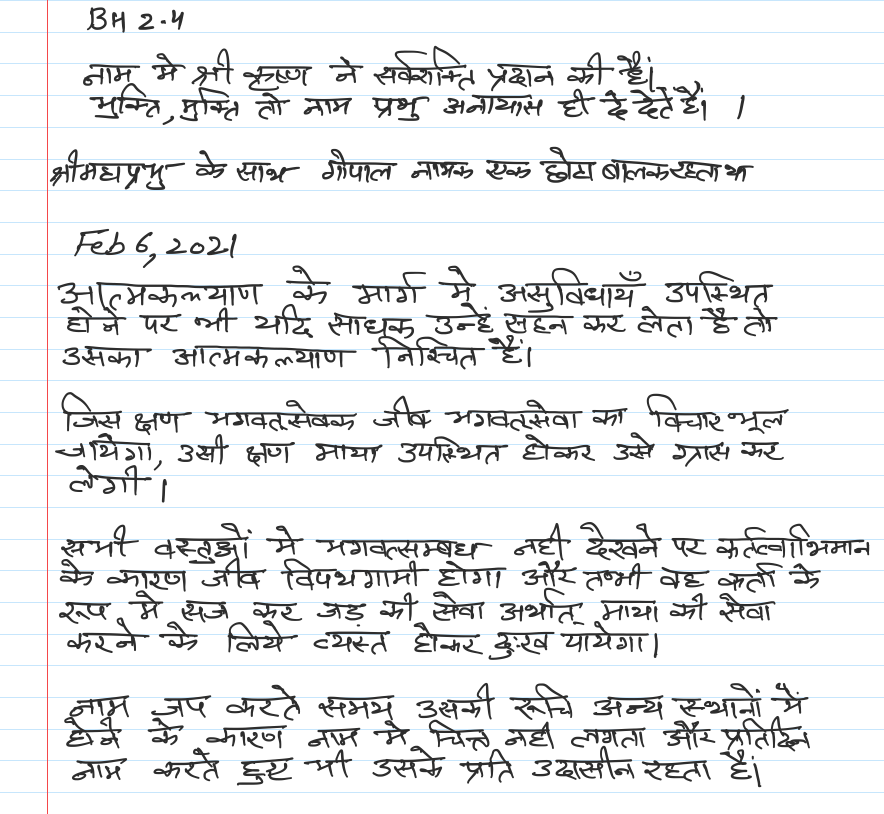 BH 2.4
नाम मे श्री कृष्ण ने सर्वशक्ति प्रदान की है।
भुक्ति, मुक्ति तो नाम प्रभु अनायास ही दे देते है। ।
श्रीमहाप्रभु के साथ गोपाल नामक एक छोटा बालक रहता था
Feb 6, 2021
आत्मकल्याण के मार्ग मे असुविधायेँ उपस्थित
होने पर भी यदि साधक उन्हें सहन कर लेता है तो
उसका आत्मकल्याण निश्चित है।
जिस क्षण भगवत्सेवक जीव भगवत्सेवा का विचार भूल
जायेगा, उसी क्षण माया उपस्थित होकर उसे ग्रास कर
लेगी।
सभी वस्तुओं मे भगवत्सम्बंध नही देखने पर कर्तत्वाभिमान
के कारण जीव विपथगामी होगा और तभी वह कर्ता के
रूप मे सज कर जड़ की सेवा अर्थात् माया की सेवा
करने के लिये व्यस्त होकर दुःख पायेगा।
नाम जप करते समय उसकी रूचि अन्य स्थानों में
होने के कारण नाम मे चित्त नही लगता और प्रतिदिन
नाम करते हुए भी उसके प्रति उदासीन रहता है।